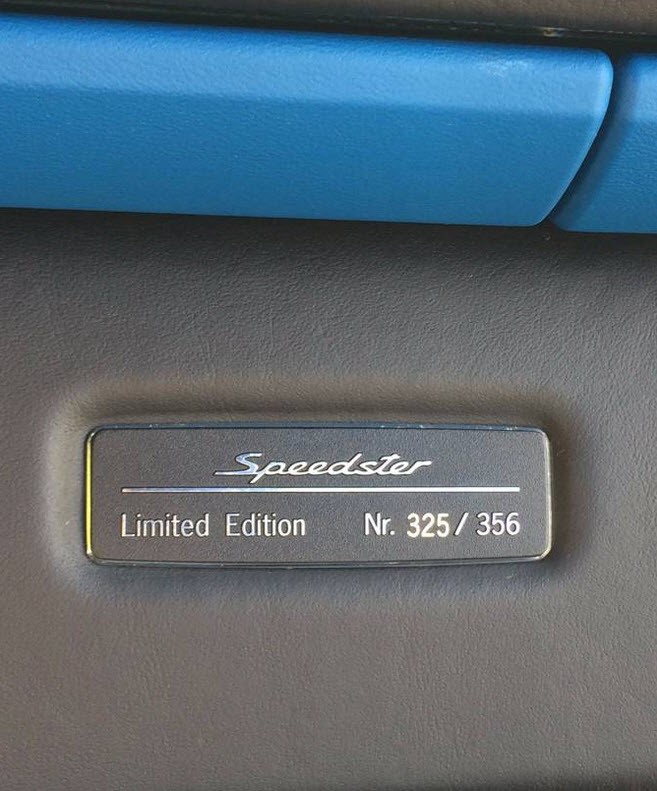 Speedster
Limited Edition Nr. 325 / 356